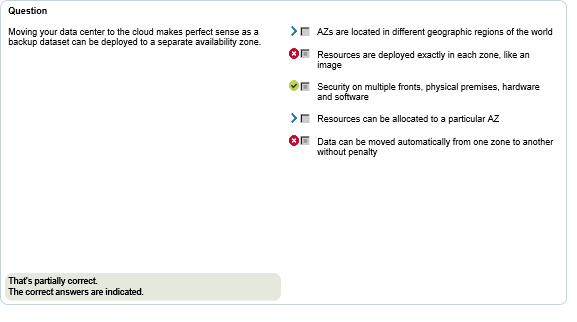 Question
Moving your data center to the cloud makes perfect sense as a
backup dataset can be deployed to a separate availability zone.
AZs are located in different geographic regions of the world
Resources are deployed exactly in each zone, like an
image
Security on multiple fronts, physical premises, hardware
and software
Resources can be allocated to a particular AZ
Data can be moved automatically from one zone to another
without penalty
That's partially correct.
The correct answers are indicated.